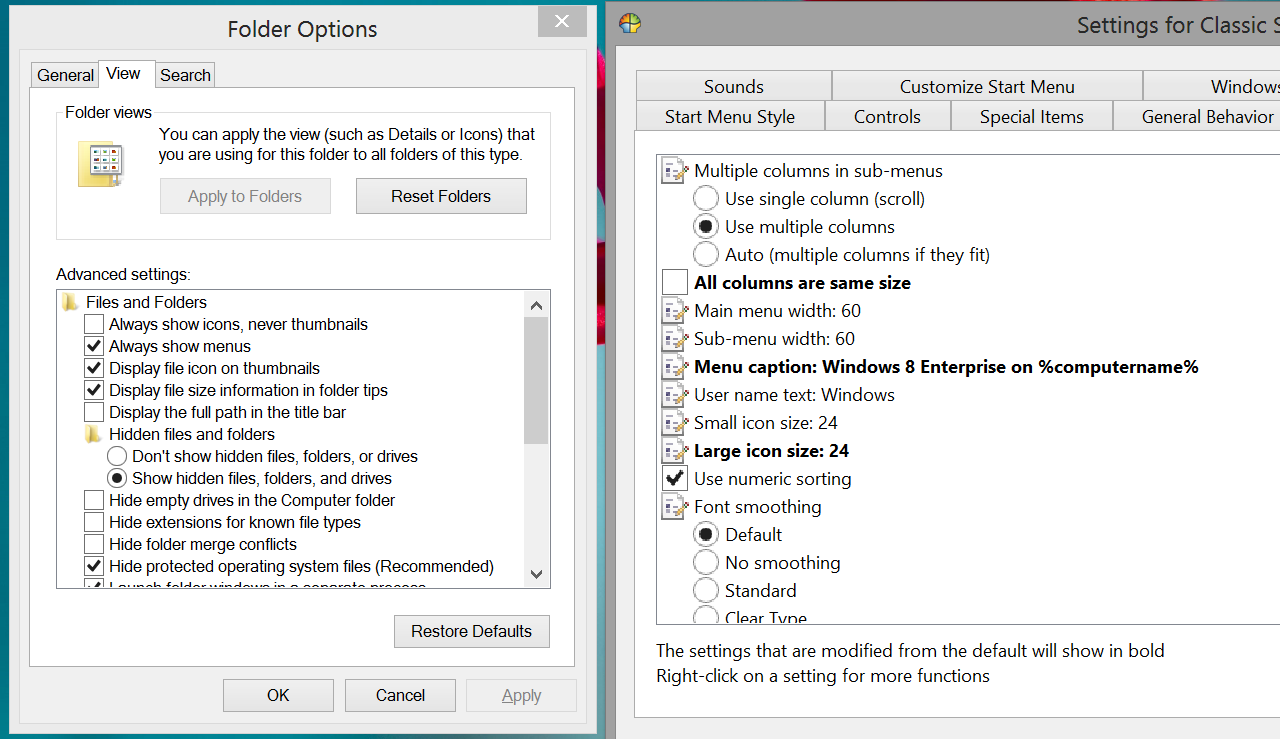 Folder Options
General
View
Search
Folder views
You can apply the view (such as Details or Icons) that
you are using for this folder to all folders of this type.
Apply to Folders
Reset Folders
Advanced settings:
Files and Folders
Always show icons, never thumbnails
Always show menus
Display file icon on thumbnails
Display file size information in folder tips
Display the full path in the title bar
Hidden files and folders
Don't show hidden files, folders, or drives
Show hidden files, folders, and drives
Hide empty drives in the Computer folder
Hide extensions for known file types
Hide folder merge conflicts
Hide protected operating system files (Recommended)
Launch folder windows in a separate process
Restore Defaults
OK
Cancel
Apply
Settings for Classic S
Sounds
Customize Start Menu
Windows
Start Menu Style
Controls
Special Items
General Behavior
Multiple columns in sub-menus
Use single column (scroll)
Use multiple columns
Auto (multiple columns if they fit)
All columns are same size
Main menu width: 60
Sub-menu width: 60
Menu caption: Windows 8 Enterprise on %computername%
User name text: Windows
Small icon size: 24
Large icon size: 24
Use numeric sorting
Font smoothing
Default
No smoothing
Standard
Clear Type
The settings that are modified from the default will show in bold
Right-click on a setting for more functions